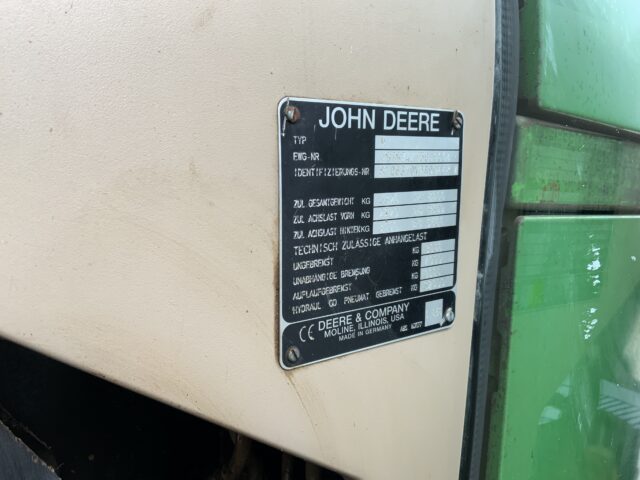 JOHN DEERE
TYP
EWG-NR
IDENTIFIZIERUNGS-NR
ZUL GESAMTGEWICHT KG
ZUL ACHSLAST VORN KG
ZUL ACHSLAST HINTEN KG
TECHNISCH ZULÄSSIGE ANHÄNGELAST
UNGEBREMST KG
UNABHÄNGIGE BREMSUNG KG
AUFLAUFGEBREMST KG
HYDRAUL OD PNEUMAT GEBREMST KG
CE DEERE & COMPANY
MOLINE, ILLINOIS, USA
MADE IN GERMANY